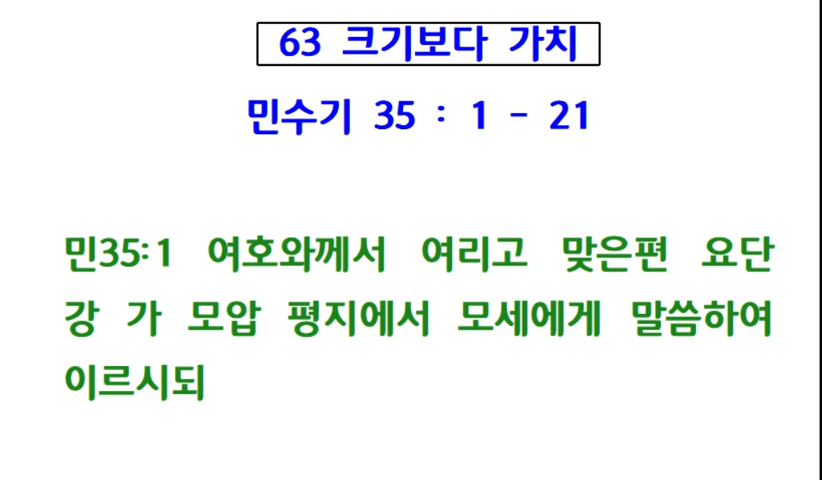 63 크기보다 가치
민수기 35 : 1 - 21
민35:1 여호와께서 여리고 맞은편 요단
강 가 모압 평지에서 모세에게 말씀하여
이르시되